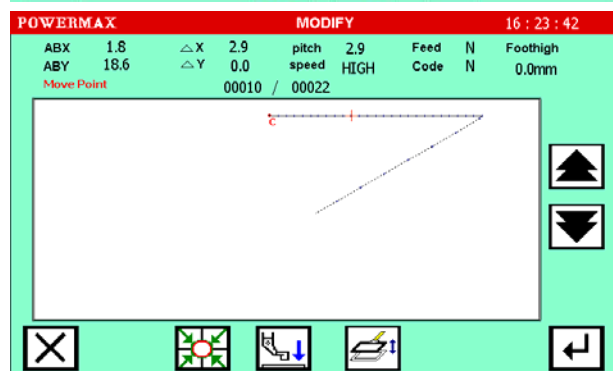 POWERMAX MODIFY 16 : 23 : 42
ABX 1.8 △X 2.9 pitch 2.9 Feed N Foothigh
ABY 18.6 △Y 0.0 speed HIGH Code N 0.0mm
Move Point 00010 / 00022
C